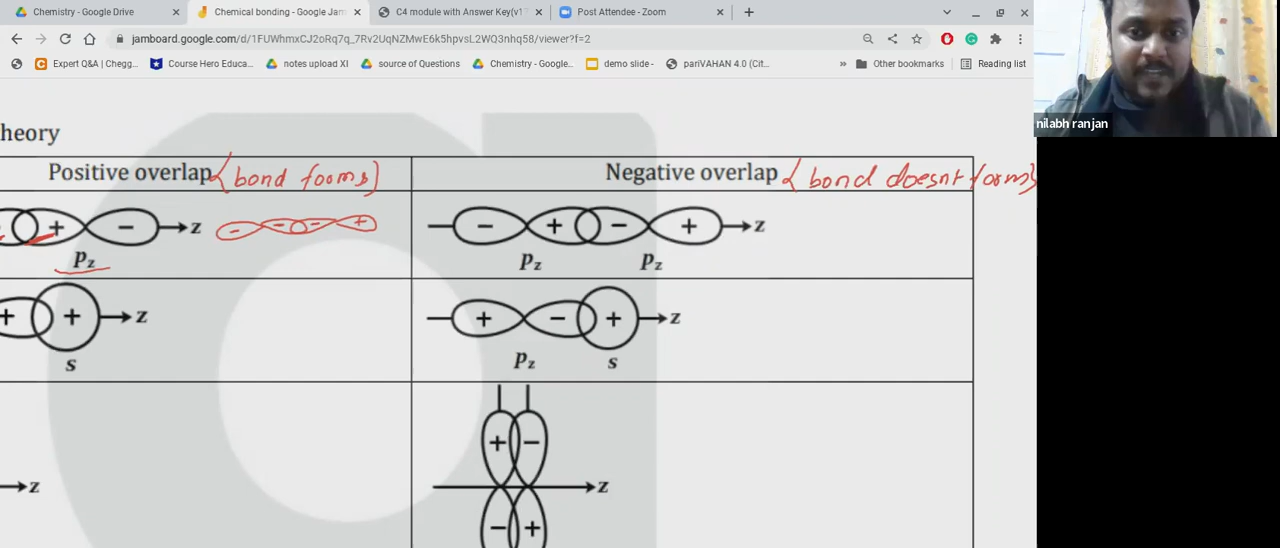 Chemistry - Google Drive
Chemical bonding - Google Jam
C4 module with Answer Key(v1
Post Attendee - Zoom
jamboard.google.com/d/1FUWhmxCJ2oRq7q_7Rv2UqNZMwE6k5hpvsL2WQ3nhq58/viewer?f=2
Expert Q&A | Chegg...
Course Hero Educa...
notes upload XI
source of Questions
Chemistry - Google...
demo slide -
pariVAHAN 4.0 (Cit...
»
Other bookmarks
Reading list
nilabh ranjan
heory
Positive overlap { bond forms }
Negative overlap { bond doesnt forms }
+ − z
− − − +
− + − + z
pz
pz pz
+ + z
+ − + z
s
pz s
+ −
z
z
− +